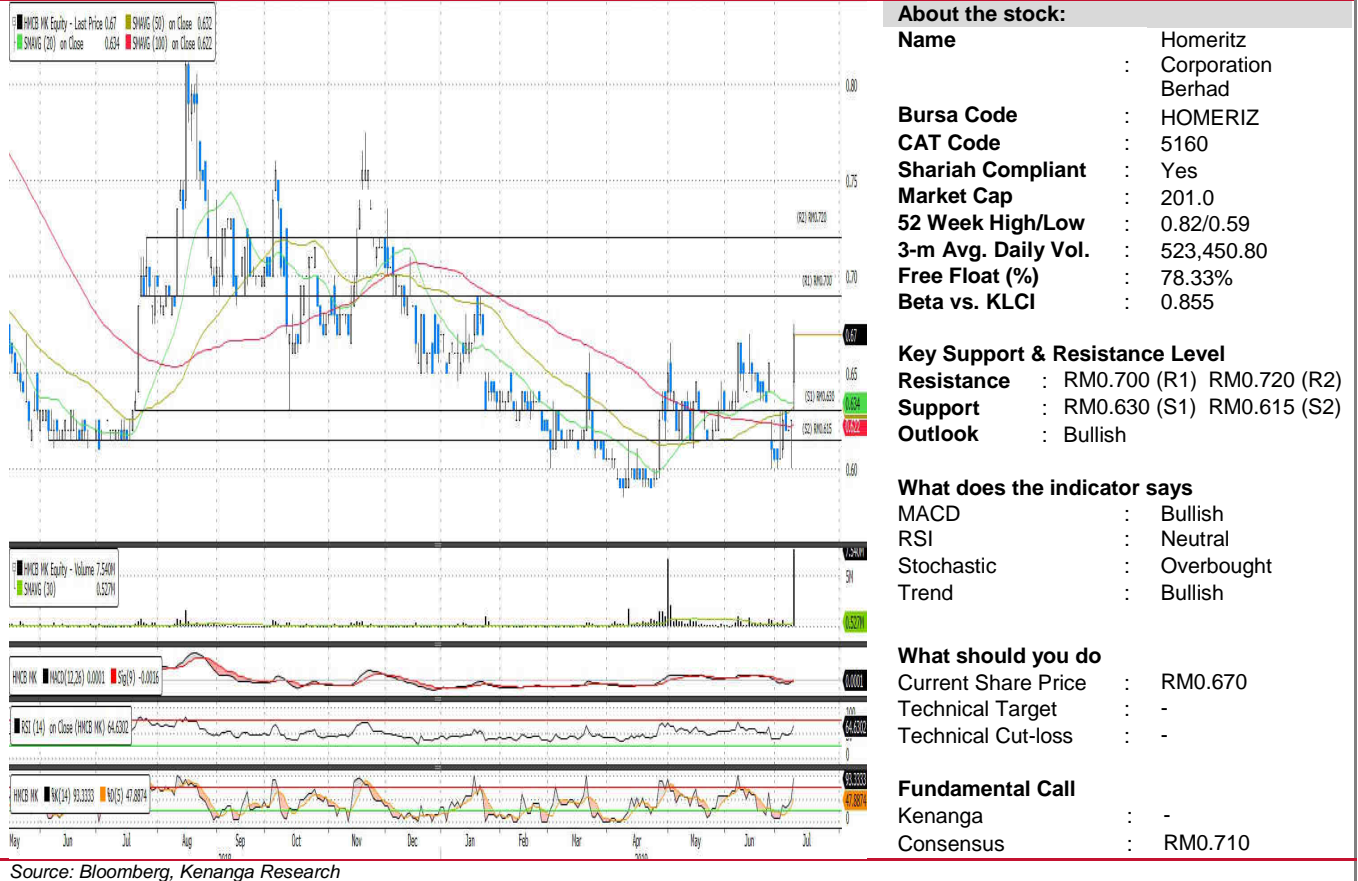 HMCB MK Equity - Last Price 0.67 SMAVG (50) on Close 0.632
SMAVG (20) on Close 0.634 SMAVG (100) on Close 0.622
0.80
0.75
(R2) RM0.720
0.70
(R1) RM0.700
0.67
0.65
(S1) RM0.630
0.634
0.622
(S2) RM0.615
0.60
HMCB MK Equity - Volume 7.540M
SMAVG (30) 0.527M
7.540M
5M
0.527M
HMCB MK MACD(12,26) 0.0001 Sig(9) -0.0016
0.0001
RSI (14) on Close (HMCB MK) 64.6302
100
64.6302
0
HMCB MK %K(14) 93.3333 %D(5) 47.8874
93.3333
47.8874
0
May Jun Jul Aug Sep Oct Nov Dec Jan Feb Mar Apr May Jun Jul
Source: Bloomberg, Kenanga Research
About the stock:
Name : Homeritz Corporation Berhad
Bursa Code : HOMERIZ
CAT Code : 5160
Shariah Compliant : Yes
Market Cap : 201.0
52 Week High/Low : 0.82/0.59
3-m Avg. Daily Vol. : 523,450.80
Free Float (%) : 78.33%
Beta vs. KLCI : 0.855
Key Support & Resistance Level
Resistance : RM0.700 (R1) RM0.720 (R2)
Support : RM0.630 (S1) RM0.615 (S2)
Outlook : Bullish
What does the indicator says
MACD : Bullish
RSI : Neutral
Stochastic : Overbought
Trend : Bullish
What should you do
Current Share Price : RM0.670
Technical Target : -
Technical Cut-loss : -
Fundamental Call
Kenanga : -
Consensus : RM0.710